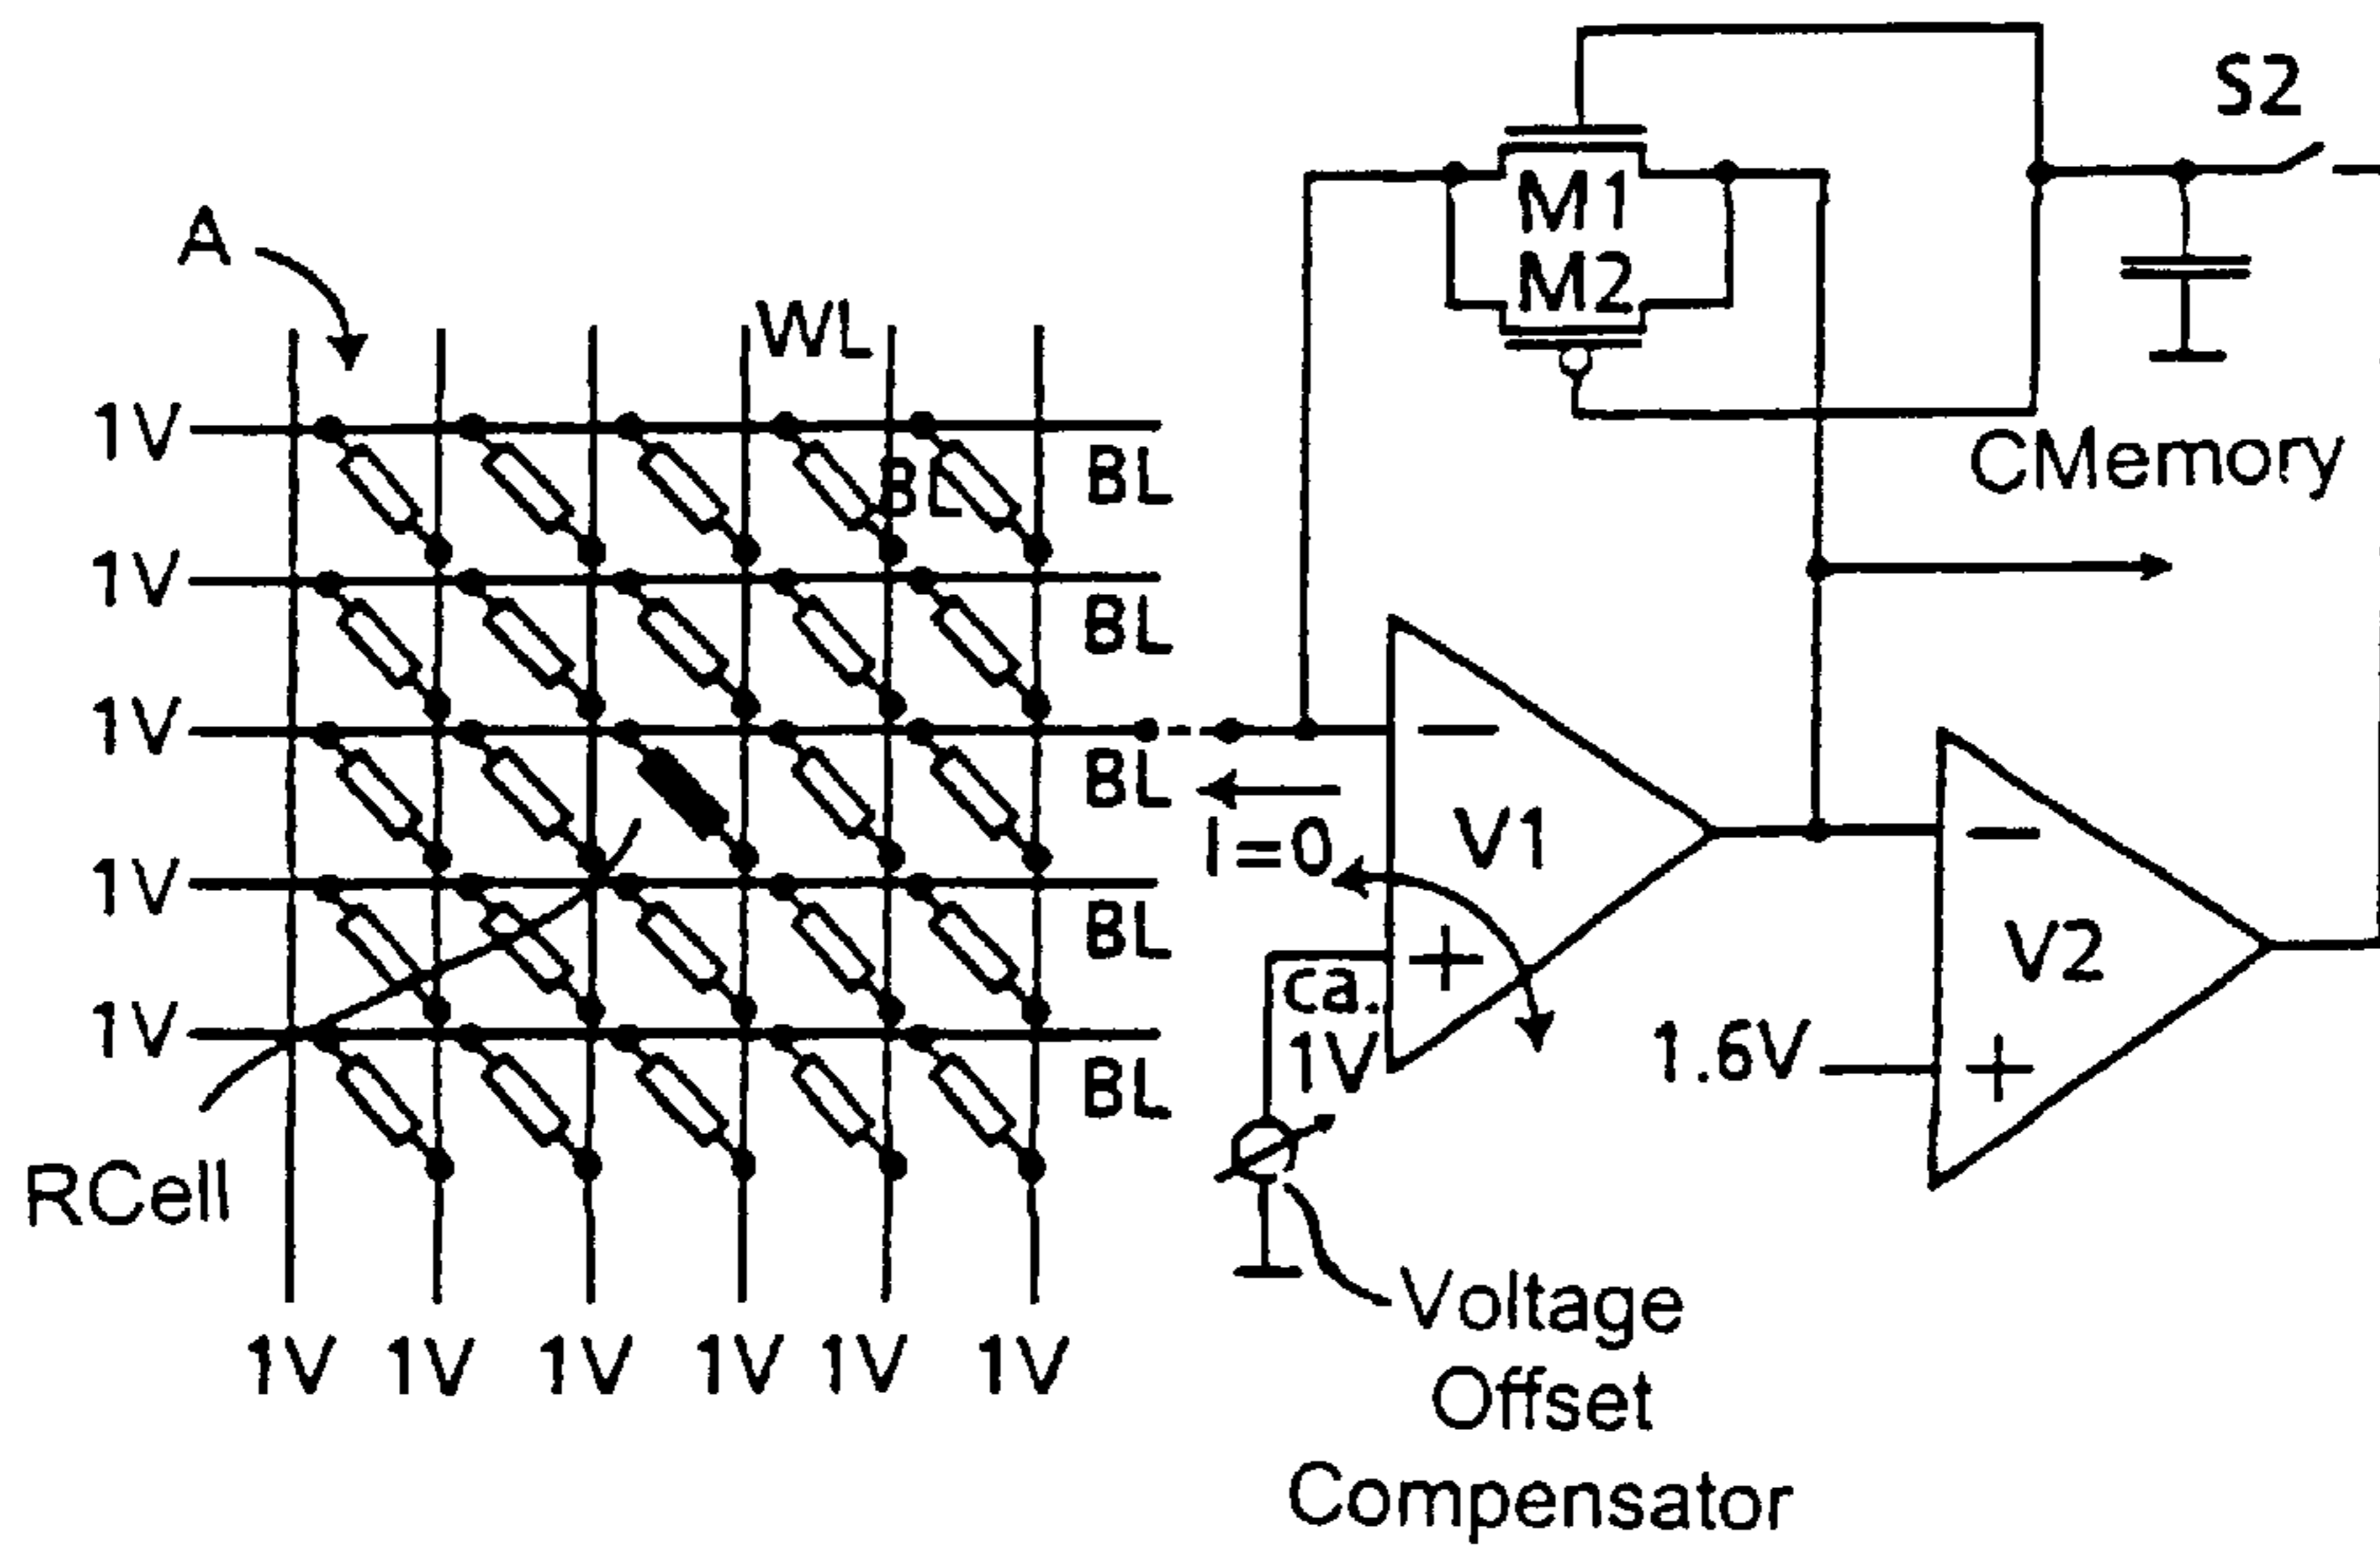 S2
M1
M2
A
WL
1V
BL
BL
CMemory
1V
BL
1V
BL
I=0
−
V1
+
−
V2
+
1V
BL
ca.
1V
1.6V
1V
BL
RCell
1V 1V 1V 1V 1V 1V
Voltage
Offset
Compensator